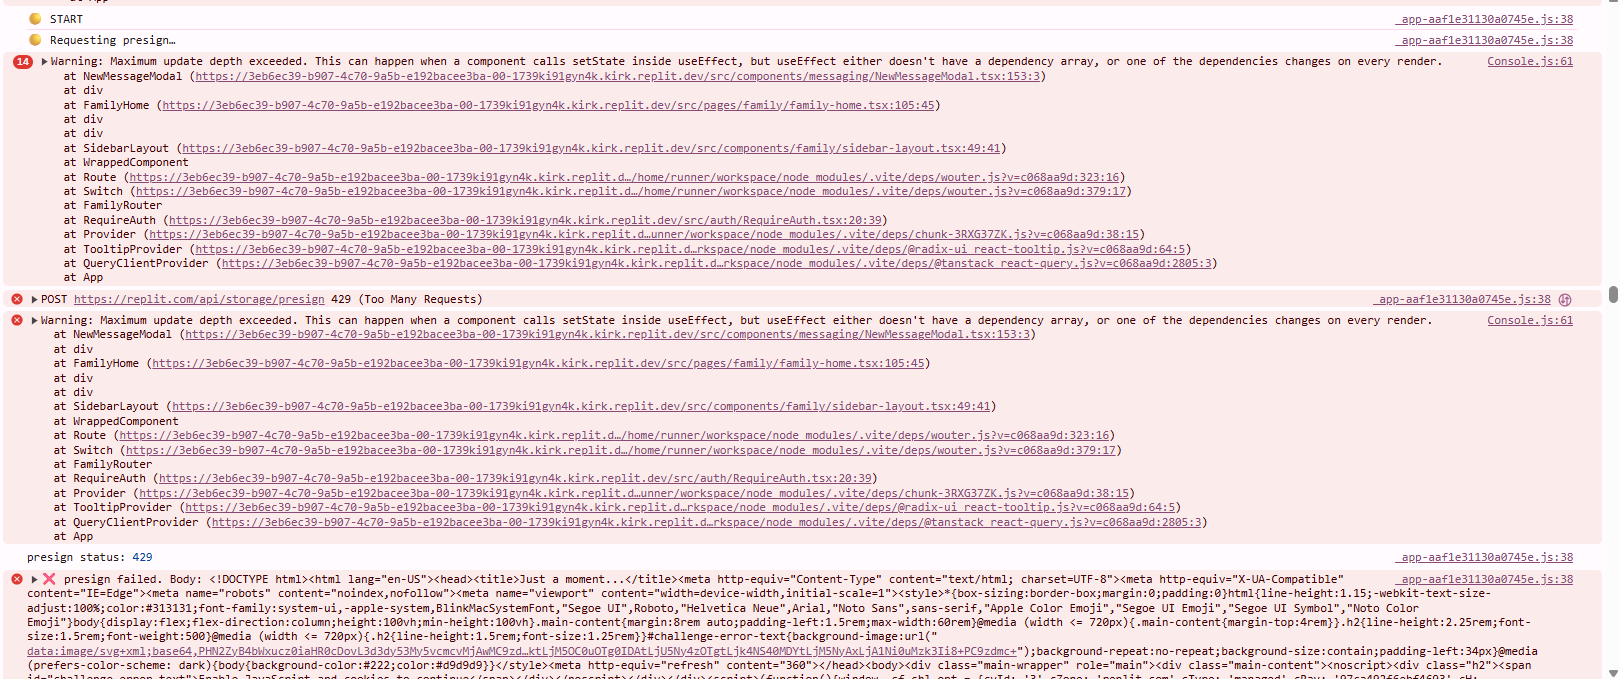 at App
START _app-aaf1e31130a0745e.js:38
Requesting presign… _app-aaf1e31130a0745e.js:38
14 ▶Warning: Maximum update depth exceeded. This can happen when a component calls setState inside useEffect, but useEffect either doesn't have a dependency array, or one of the dependencies changes on every render. Console.js:61
at NewMessageModal (https://3eb6ec39-b907-4c70-9a5b-e192bacee3ba-00-1739ki91gyn4k.kirk.replit.dev/src/components/messaging/NewMessageModal.tsx:153:3)
at div
at FamilyHome (https://3eb6ec39-b907-4c70-9a5b-e192bacee3ba-00-1739ki91gyn4k.kirk.replit.dev/src/pages/family/family-home.tsx:105:45)
at div
at div
at SidebarLayout (https://3eb6ec39-b907-4c70-9a5b-e192bacee3ba-00-1739ki91gyn4k.kirk.replit.dev/src/components/family/sidebar-layout.tsx:49:41)
at WrappedComponent
at Route (https://3eb6ec39-b907-4c70-9a5b-e192bacee3ba-00-1739ki91gyn4k.kirk.replit.d…/home/runner/workspace/node_modules/.vite/deps/wouter.js?v=c068aa9d:323:16)
at Switch (https://3eb6ec39-b907-4c70-9a5b-e192bacee3ba-00-1739ki91gyn4k.kirk.replit.d…/home/runner/workspace/node_modules/.vite/deps/wouter.js?v=c068aa9d:379:17)
at FamilyRouter
at RequireAuth (https://3eb6ec39-b907-4c70-9a5b-e192bacee3ba-00-1739ki91gyn4k.kirk.replit.dev/src/auth/RequireAuth.tsx:20:39)
at Provider (https://3eb6ec39-b907-4c70-9a5b-e192bacee3ba-00-1739ki91gyn4k.kirk.replit.d…unner/workspace/node_modules/.vite/deps/chunk-3RXG37ZK.js?v=c068aa9d:38:15)
at TooltipProvider (https://3eb6ec39-b907-4c70-9a5b-e192bacee3ba-00-1739ki91gyn4k.kirk.replit.d…rkspace/node_modules/.vite/deps/@radix-ui_react-tooltip.js?v=c068aa9d:64:5)
at QueryClientProvider (https://3eb6ec39-b907-4c70-9a5b-e192bacee3ba-00-1739ki91gyn4k.kirk.replit.d…rkspace/node_modules/.vite/deps/@tanstack_react-query.js?v=c068aa9d:2805:3)
at App
▶POST https://replit.com/api/storage/presign 429 (Too Many Requests) _app-aaf1e31130a0745e.js:38
▶Warning: Maximum update depth exceeded. This can happen when a component calls setState inside useEffect, but useEffect either doesn't have a dependency array, or one of the dependencies changes on every render. Console.js:61
at NewMessageModal (https://3eb6ec39-b907-4c70-9a5b-e192bacee3ba-00-1739ki91gyn4k.kirk.replit.dev/src/components/messaging/NewMessageModal.tsx:153:3)
at div
at FamilyHome (https://3eb6ec39-b907-4c70-9a5b-e192bacee3ba-00-1739ki91gyn4k.kirk.replit.dev/src/pages/family/family-home.tsx:105:45)
at div
at div
at SidebarLayout (https://3eb6ec39-b907-4c70-9a5b-e192bacee3ba-00-1739ki91gyn4k.kirk.replit.dev/src/components/family/sidebar-layout.tsx:49:41)
at WrappedComponent
at Route (https://3eb6ec39-b907-4c70-9a5b-e192bacee3ba-00-1739ki91gyn4k.kirk.replit.d…/home/runner/workspace/node_modules/.vite/deps/wouter.js?v=c068aa9d:323:16)
at Switch (https://3eb6ec39-b907-4c70-9a5b-e192bacee3ba-00-1739ki91gyn4k.kirk.replit.d…/home/runner/workspace/node_modules/.vite/deps/wouter.js?v=c068aa9d:379:17)
at FamilyRouter
at RequireAuth (https://3eb6ec39-b907-4c70-9a5b-e192bacee3ba-00-1739ki91gyn4k.kirk.replit.dev/src/auth/RequireAuth.tsx:20:39)
at Provider (https://3eb6ec39-b907-4c70-9a5b-e192bacee3ba-00-1739ki91gyn4k.kirk.replit.d…unner/workspace/node_modules/.vite/deps/chunk-3RXG37ZK.js?v=c068aa9d:38:15)
at TooltipProvider (https://3eb6ec39-b907-4c70-9a5b-e192bacee3ba-00-1739ki91gyn4k.kirk.replit.d…rkspace/node_modules/.vite/deps/@radix-ui_react-tooltip.js?v=c068aa9d:64:5)
at QueryClientProvider (https://3eb6ec39-b907-4c70-9a5b-e192bacee3ba-00-1739ki91gyn4k.kirk.replit.d…rkspace/node_modules/.vite/deps/@tanstack_react-query.js?v=c068aa9d:2805:3)
at App
presign status: 429 _app-aaf1e31130a0745e.js:38
▶ ❌ presign failed. Body: <!DOCTYPE html><html lang="en-US"><head><title>Just a moment...</title><meta http-equiv="Content-Type" content="text/html; charset=UTF-8"><meta http-equiv="X-UA-Compatible" _app-aaf1e31130a0745e.js:38
content="IE=Edge"><meta name="robots" content="noindex,nofollow"><meta name="viewport" content="width=device-width,initial-scale=1"><style>*{box-sizing:border-box;margin:0;padding:0}html{line-height:1.15;-webkit-text-size-
adjust:100%;color:#313131;font-family:system-ui,-apple-system,BlinkMacSystemFont,"Segoe UI",Roboto,"Helvetica Neue",Arial,"Noto Sans",sans-serif,"Apple Color Emoji","Segoe UI Emoji","Segoe UI Symbol","Noto Color
Emoji"}body{display:flex;flex-direction:column;height:100vh;min-height:100vh}.main-content{margin:8rem auto;padding-left:1.5rem;max-width:60rem}@media (width <= 720px){.main-content{margin-top:4rem}}.h2{line-height:2.25rem;font-
size:1.5rem;font-weight:500}@media (width <= 720px){.h2{line-height:1.5rem;font-size:1.25rem}}#challenge-error-text{background-image:url("
+");background-repeat:no-repeat;background-size:contain;padding-left:34px}@media
(prefers-color-scheme: dark){body{background-color:#222;color:#d9d9d9}}</style><meta http-equiv="refresh" content="360"></head><body><div class="main-wrapper" role="main"><div class="main-content"><noscript><div class="h2"><span